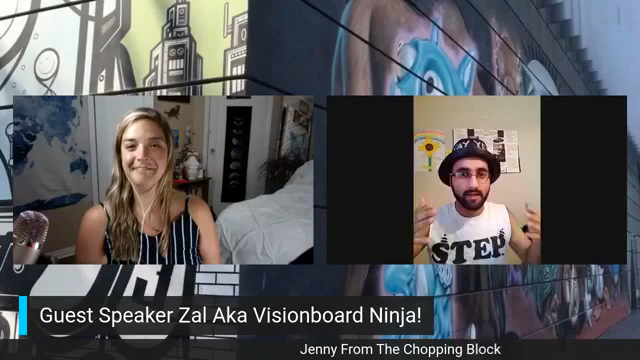 STEP.
Guest Speaker Zal Aka Visionboard Ninja!
Jenny From The Chopping Block